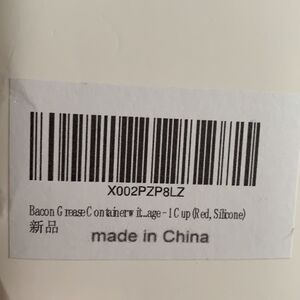 X002PZP8LZ
Bacon Grease Container wit...age - 1 Cup (Red, Silicone)
新品
made in China